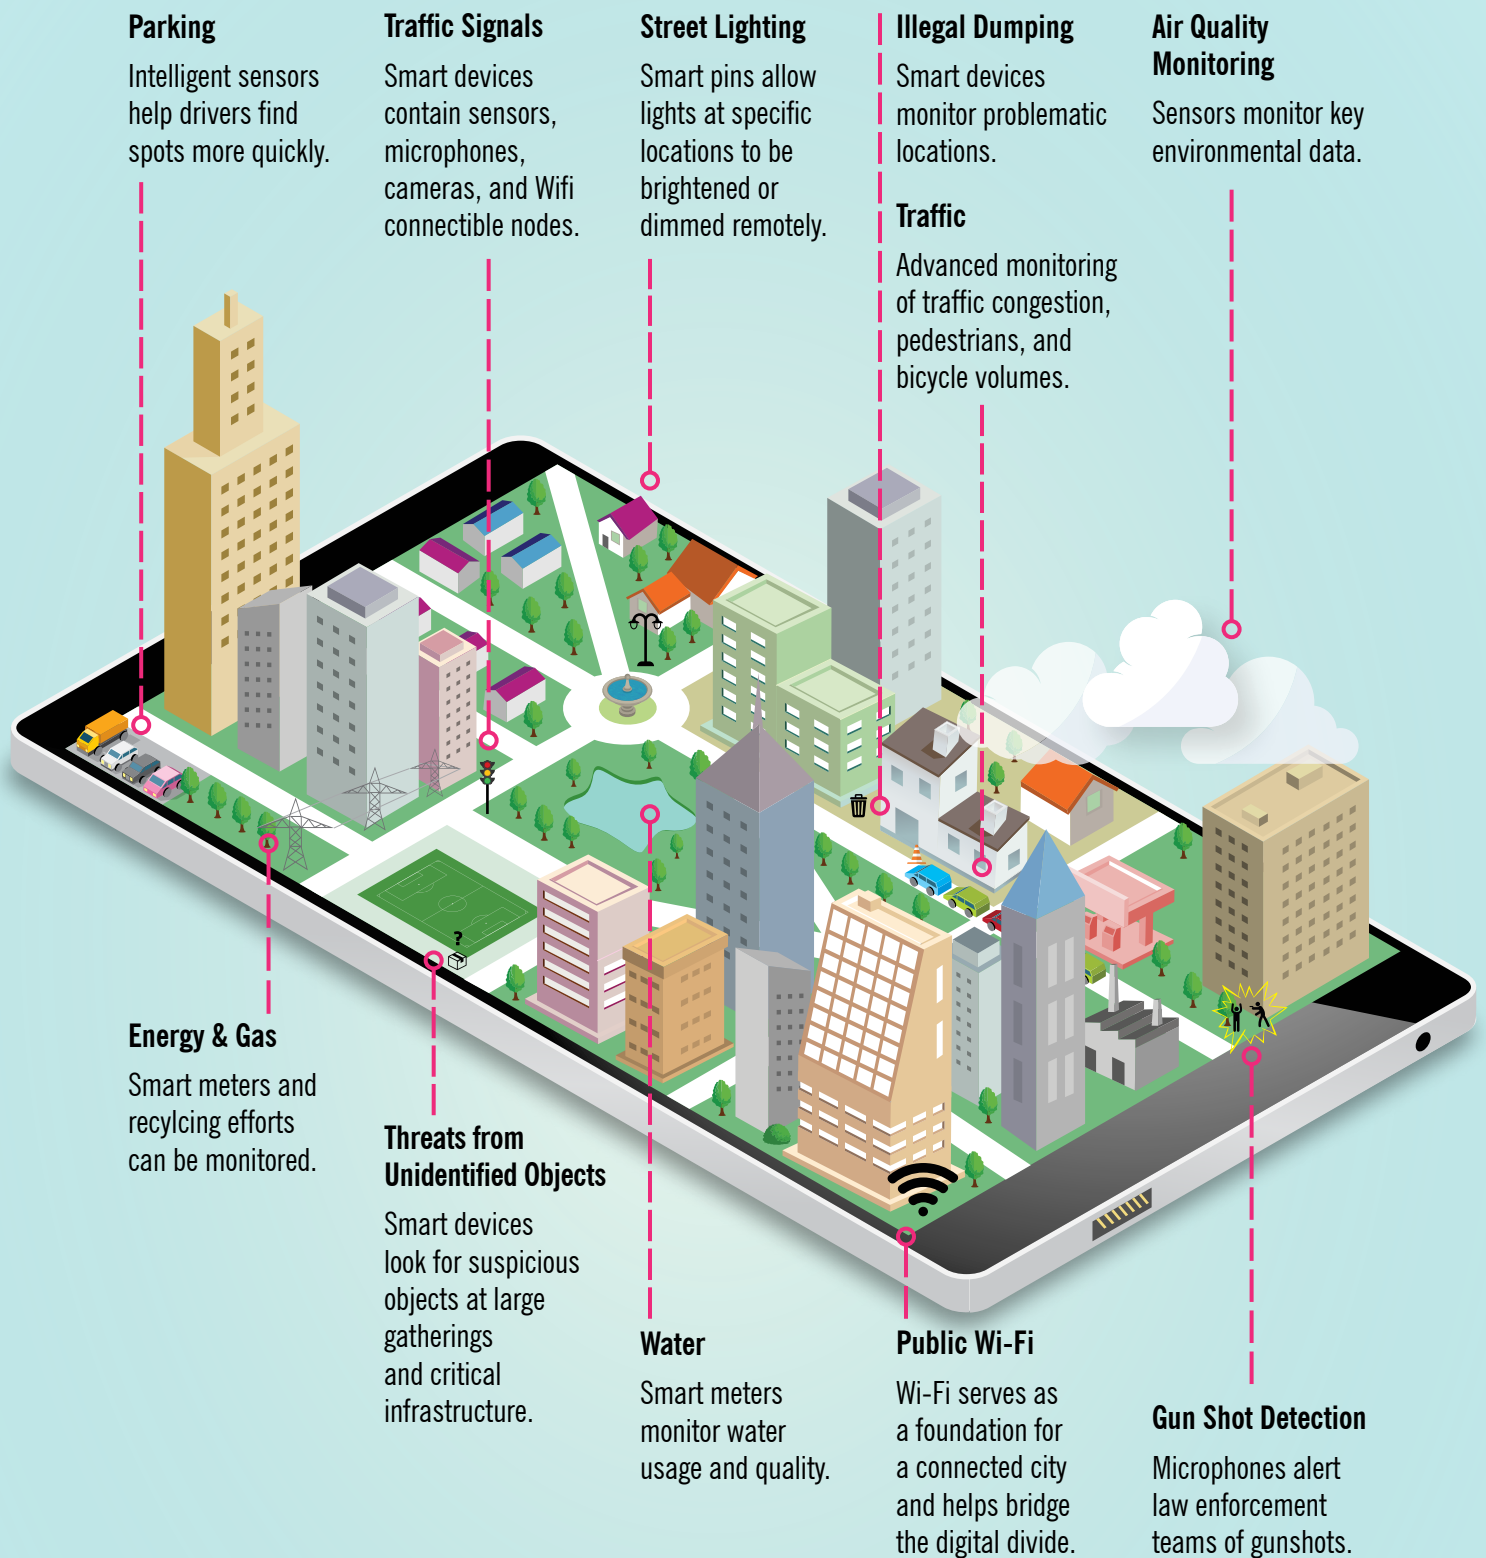 Parking
Intelligent sensors
help drivers find
spots more quickly.
Traffic Signals
Smart devices
contain sensors,
microphones,
cameras, and Wifi
connectible nodes.
Street Lighting
Smart pins allow
lights at specific
locations to be
brightened or
dimmed remotely.
Illegal Dumping
Smart devices
monitor problematic
locations.
Traffic
Advanced monitoring
of traffic congestion,
pedestrians, and
bicycle volumes.
Air Quality
Monitoring
Sensors monitor key
environmental data.
?
Energy & Gas
Smart meters and
recylcing efforts
can be monitored.
Threats from
Unidentified Objects
Smart devices
look for suspicious
objects at large
gatherings
and critical
infrastructure.
Water
Smart meters
monitor water
usage and quality.
Public Wi-Fi
Wi-Fi serves as
a foundation for
a connected city
and helps bridge
the digital divide.
Gun Shot Detection
Microphones alert
law enforcement
teams of gunshots.